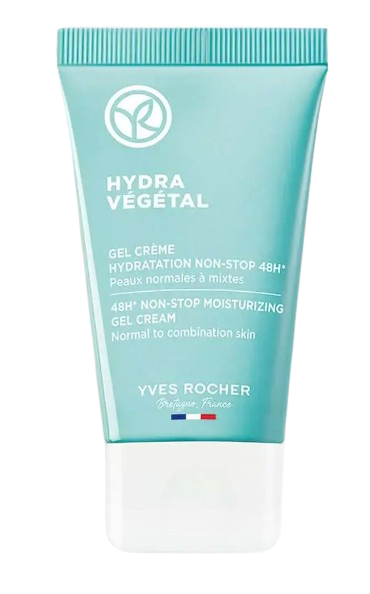 HYDRA
VÉGÉTAL
GEL CRÈME
HYDRATATION NON-STOP 48H*
Peaux normales à mixtes
48H* NON-STOP MOISTURIZING
GEL CREAM
Normal to combination skin
YVES ROCHER
Bretagne, France